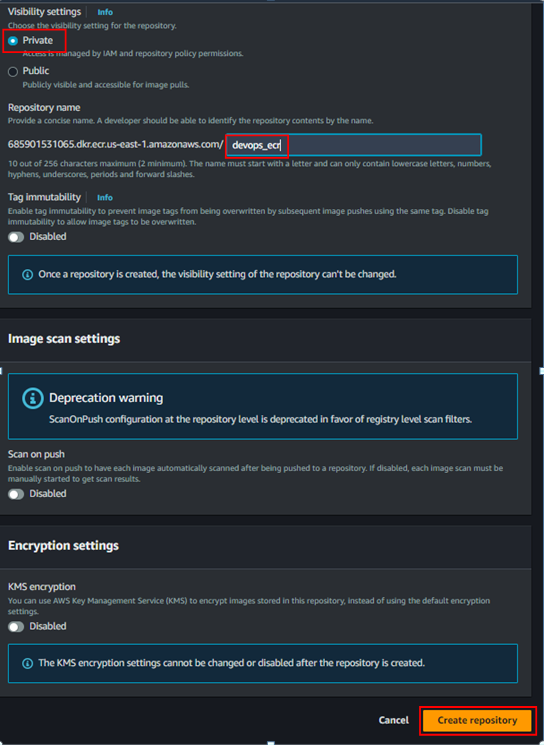 Visibility settings Info
Choose the visibility setting for the repository.
Private
Access is managed by IAM and repository policy permissions.
Public
Publicly visible and accessible for image pulls.
Repository name
Provide a concise name. A developer should be able to identify the repository contents by the name.
685901531065.dkr.ecr.us-east-1.amazonaws.com/ devops_ecr
10 out of 256 characters maximum (2 minimum). The name must start with a letter and can only contain lowercase letters, numbers,
hyphens, underscores, periods and forward slashes.
Tag immutability Info
Enable tag immutability to prevent image tags from being overwritten by subsequent image pushes using the same tag. Disable tag
immutability to allow image tags to be overwritten.
Disabled
Once a repository is created, the visibility setting of the repository can't be changed.
Image scan settings
Deprecation warning
ScanOnPush configuration at the repository level is deprecated in favor of registry level scan filters.
Scan on push
Enable scan on push to have each image automatically scanned after being pushed to a repository. If disabled, each image scan must be
manually started to get scan results.
Disabled
Encryption settings
KMS encryption
You can use AWS Key Management Service (KMS) to encrypt images stored in this repository, instead of using the default encryption
settings.
Disabled
The KMS encryption settings cannot be changed or disabled after the repository is created.
Cancel Create repository